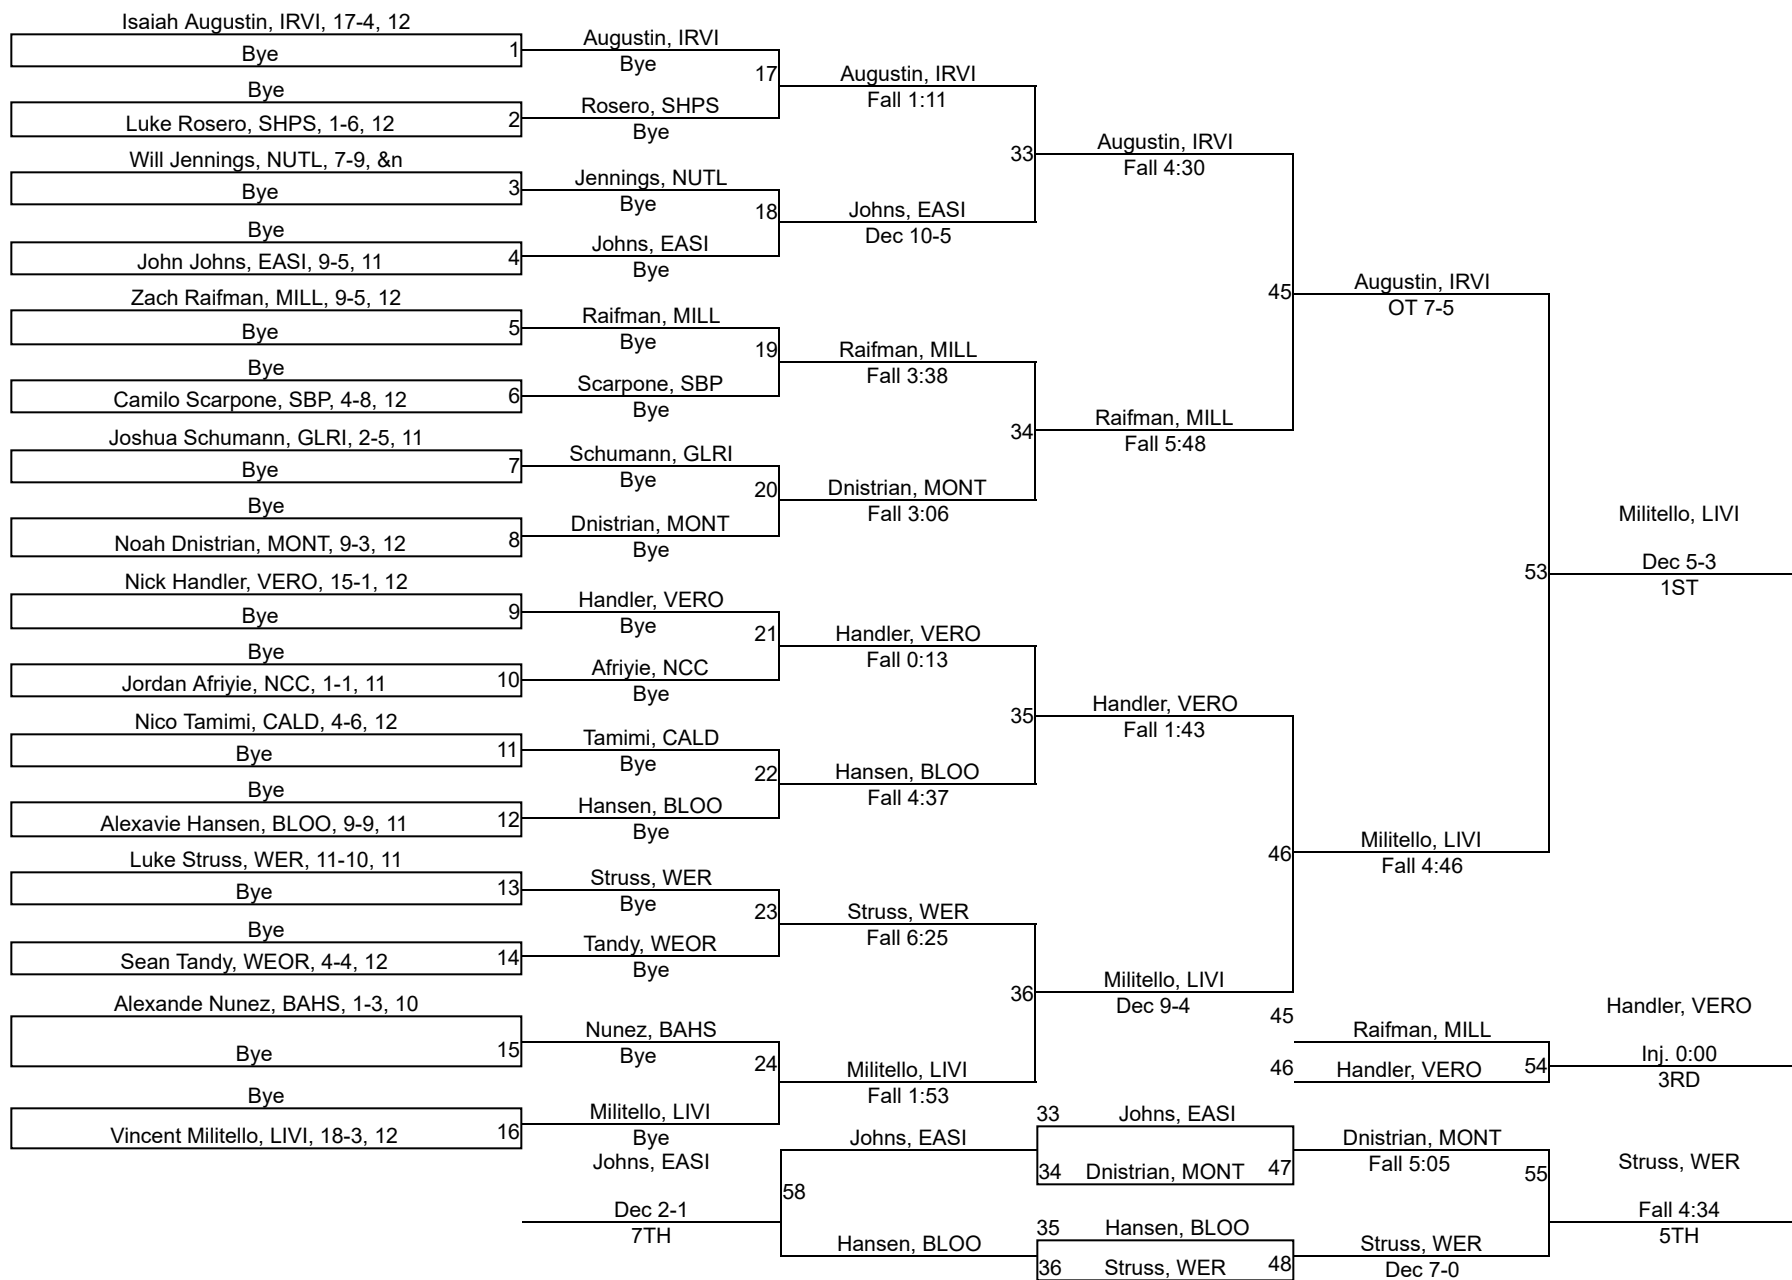 Isaiah Augustin, IRVI, 17-4, 12
Bye
1
Bye
Luke Rosero, SHPS, 1-6, 12
2
Will Jennings, NUTL, 7-9, &n
Bye
3
Bye
John Johns, EASI, 9-5, 11
4
Zach Raifman, MILL, 9-5, 12
Bye
5
Bye
Camilo Scarpone, SBP, 4-8, 12
6
Joshua Schumann, GLRI, 2-5, 11
Bye
7
Bye
Noah Dnistrian, MONT, 9-3, 12
8
Nick Handler, VERO, 15-1, 12
Bye
9
Bye
Jordan Afriyie, NCC, 1-1, 11
10
Nico Tamimi, CALD, 4-6, 12
Bye
11
Bye
Alexavie Hansen, BLOO, 9-9, 11
12
Luke Struss, WER, 11-10, 11
Bye
13
Bye
Sean Tandy, WEOR, 4-4, 12
14
Alexande Nunez, BAHS, 1-3, 10
Bye
15
Bye
Vincent Militello, LIVI, 18-3, 12
16
Augustin, IRVI
Bye
17
Rosero, SHPS
Bye
Jennings, NUTL
Bye
18
Johns, EASI
Bye
Raifman, MILL
Bye
19
Scarpone, SBP
Bye
Schumann, GLRI
Bye
20
Dnistrian, MONT
Bye
Handler, VERO
Bye
21
Afriyie, NCC
Bye
Tamimi, CALD
Bye
22
Hansen, BLOO
Bye
Struss, WER
Bye
23
Tandy, WEOR
Bye
Nunez, BAHS
Bye
24
Militello, LIVI
Bye
Augustin, IRVI
Fall 1:11
33
Johns, EASI
Dec 10-5
Raifman, MILL
Fall 3:38
34
Dnistrian, MONT
Fall 3:06
Handler, VERO
Fall 0:13
35
Hansen, BLOO
Fall 4:37
Struss, WER
Fall 6:25
36
Militello, LIVI
Fall 1:53
Augustin, IRVI
Fall 4:30
45
Raifman, MILL
Fall 5:48
Handler, VERO
Fall 1:43
46
Militello, LIVI
Dec 9-4
Augustin, IRVI
OT 7-5
53
Militello, LIVI
Fall 4:46
Militello, LIVI
Dec 5-3
1ST
45
Raifman, MILL
46
Handler, VERO
54
Handler, VERO
Inj. 0:00
3RD
33
Johns, EASI
34
Dnistrian, MONT
47
35
Hansen, BLOO
36
Struss, WER
48
Dnistrian, MONT
Fall 5:05
55
Struss, WER
Dec 7-0
Struss, WER
Fall 4:34
5TH
Johns, EASI
58
Hansen, BLOO
Johns, EASI
Dec 2-1
7TH